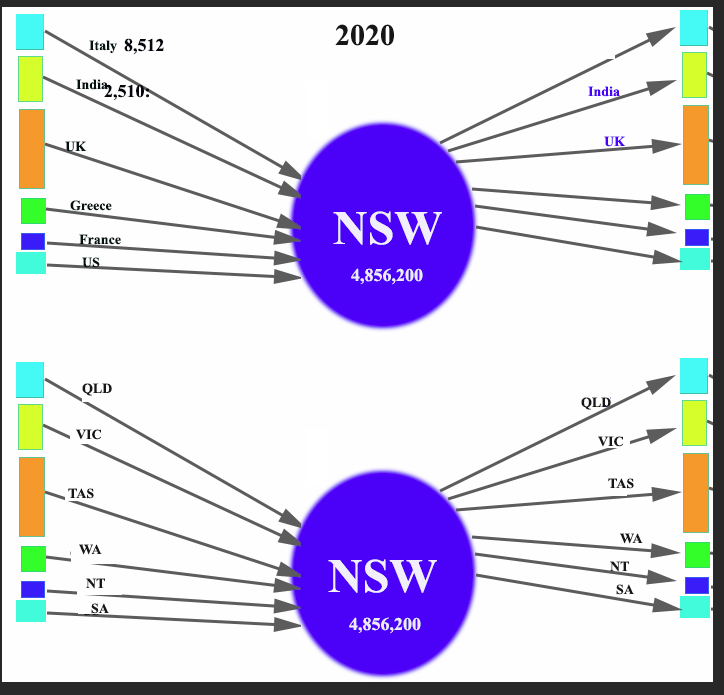 2020
Italy 8,512
India 2,510:
UK
Greece
France
US
NSW
4,856,200
India
UK
QLD
VIC
TAS
WA
NT
SA
NSW
4,856,200
QLD
VIC
TAS
WA
NT
SA